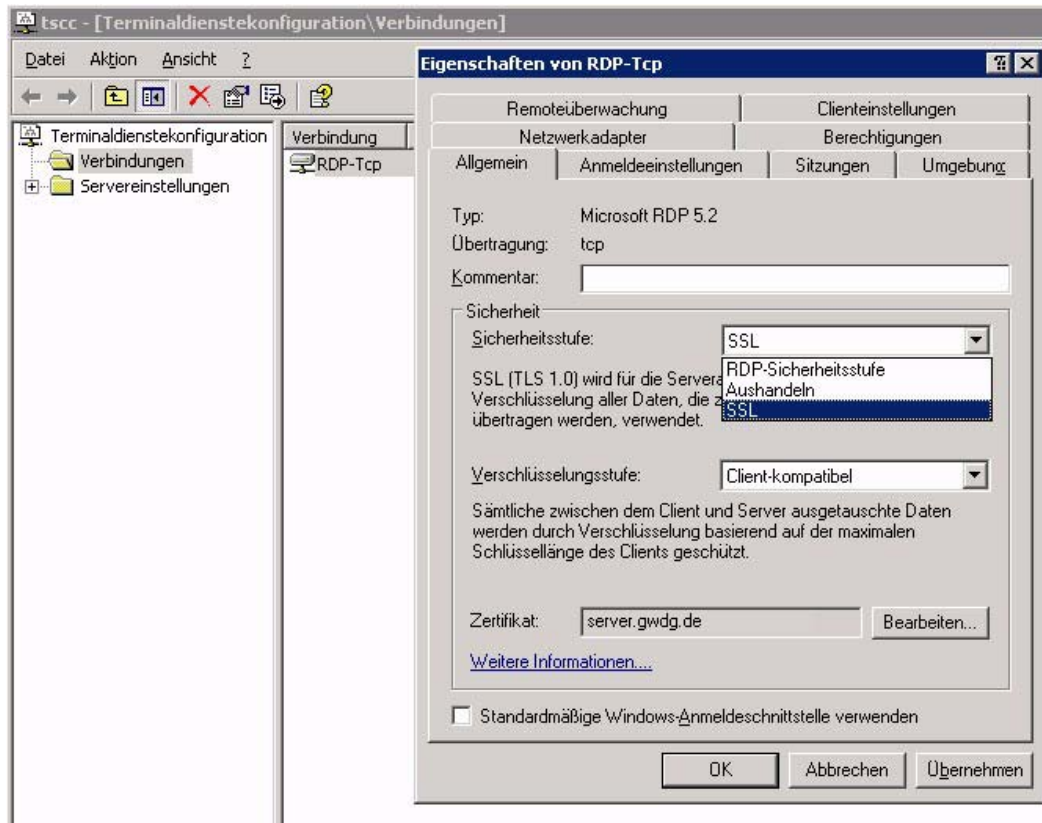 tscc - [Terminaldienstekonfiguration\Verbindungen]
Datei Aktion Ansicht ?
Terminaldienstekonfiguration
Verbindungen
Servereinstellungen
Verbindung
RDP-Tcp
Eigenschaften von RDP-Tcp
Remoteüberwachung Clienteinstellungen
Netzwerkadapter Berechtigungen
Allgemein Anmeldeeinstellungen Sitzungen Umgebung
Typ: Microsoft RDP 5.2
Übertragung: tcp
Kommentar:
Sicherheit
Sicherheitsstufe: SSL
RDP-Sicherheitsstufe
Aushandeln
SSL
SSL (TLS 1.0) wird für die Servera
Verschlüsselung aller Daten, die z
übertragen werden, verwendet.
Verschlüsselungsstufe: Client-kompatibel
Sämtliche zwischen dem Client und Server ausgetauschte Daten
werden durch Verschlüsselung basierend auf der maximalen
Schlüssellänge des Clients geschützt.
Zertifikat: server.gwdg.de Bearbeiten...
Weitere Informationen....
Standardmäßige Windows-Anmeldeschnittstelle verwenden
OK Abbrechen Übernehmen